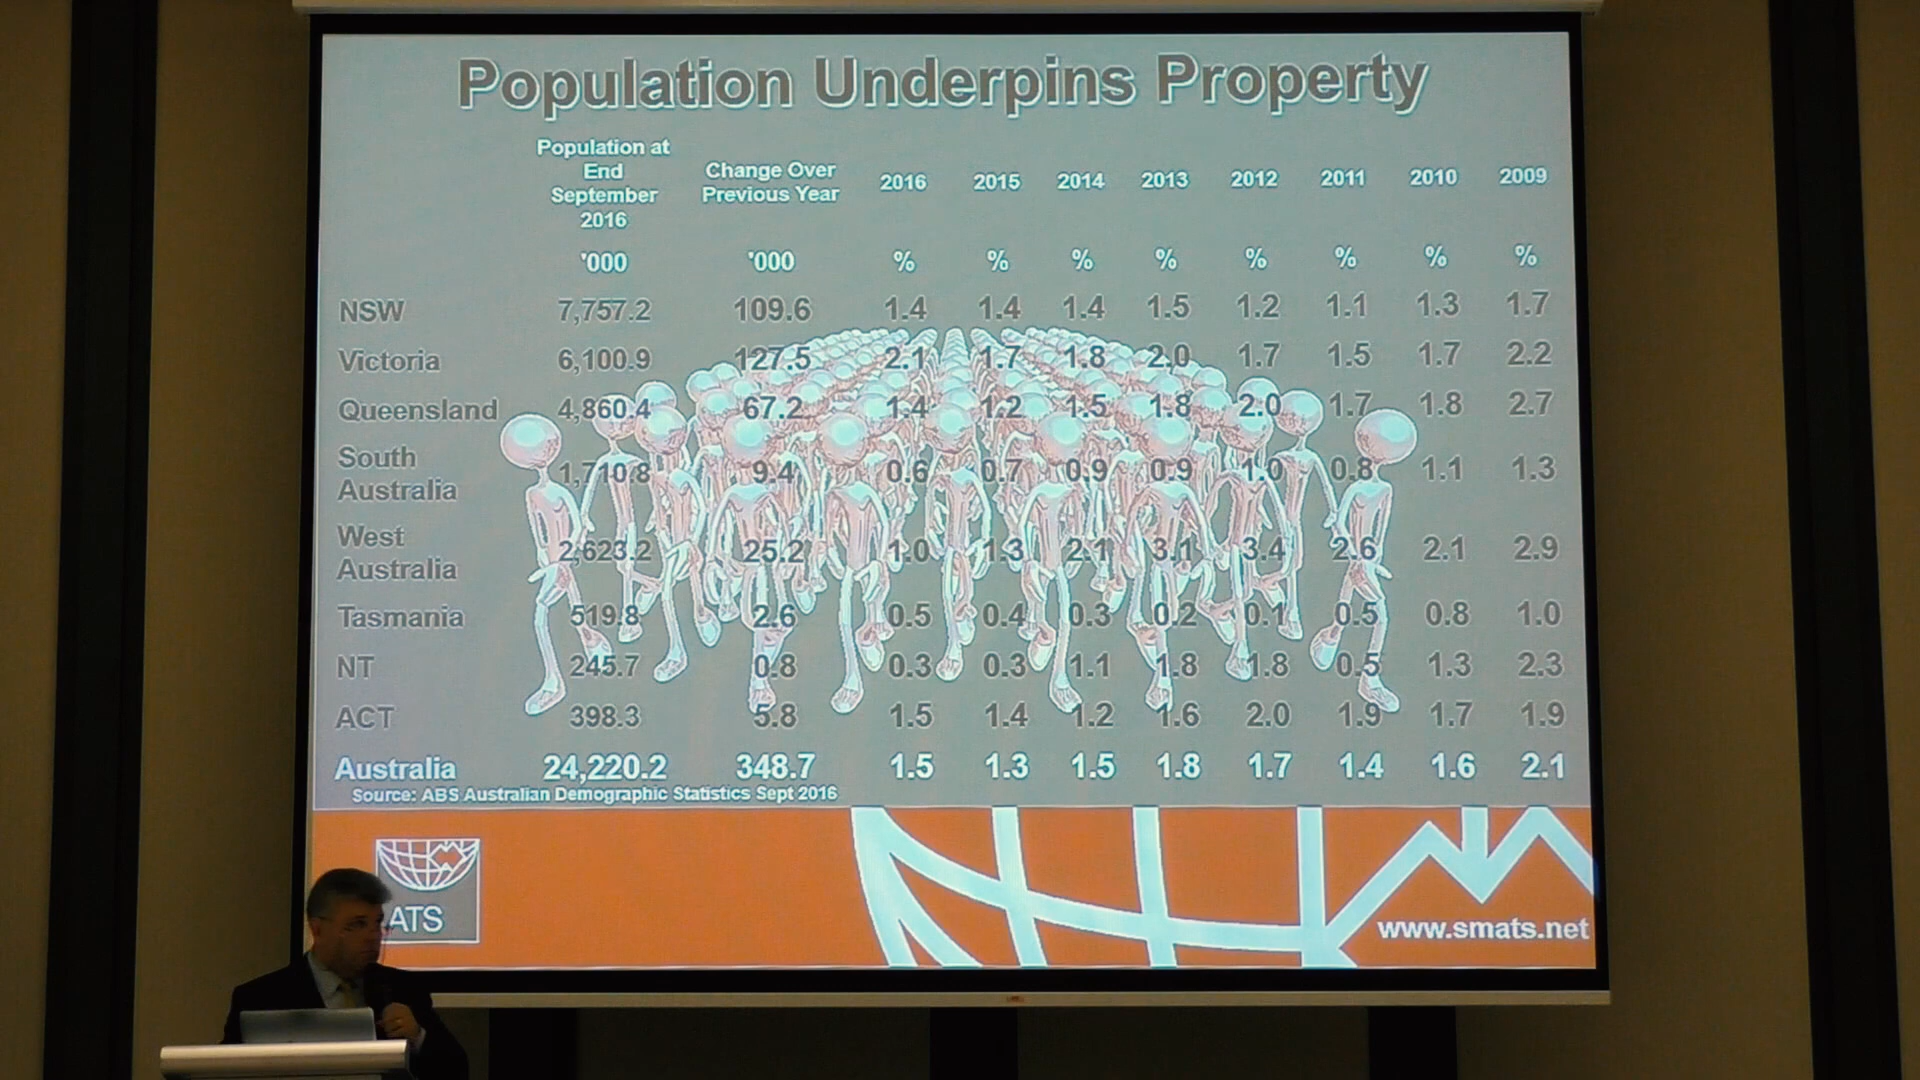 Population Underpins Property
Population at End September 2016 Change Over Previous Year 2016 2015 2014 2013 2012 2011 2010 2009
'000 '000 % % % % % % % %
NSW 7,757.2 109.6 1.4 1.4 1.4 1.5 1.2 1.1 1.3 1.7
Victoria 6,100.9 127.5 2.1 1.7 1.8 2.0 1.7 1.5 1.7 2.2
Queensland 4,860.4 67.2 1.4 1.2 1.5 1.8 2.0 1.7 1.8 2.7
South Australia 1,710.8 9.4 0.6 0.7 0.9 0.9 1.0 0.8 1.1 1.3
West Australia 2,623.2 25.2 1.0 1.3 2.1 3.1 3.4 2.6 2.1 2.9
Tasmania 519.8 2.6 0.5 0.4 0.3 0.2 0.1 0.5 0.8 1.0
NT 245.7 0.8 0.3 0.3 1.1 1.8 1.8 0.5 1.3 2.3
ACT 398.3 5.8 1.5 1.4 1.2 1.6 2.0 1.9 1.7 1.9
Australia 24,220.2 348.7 1.5 1.3 1.5 1.8 1.7 1.4 1.6 2.1
Source: ABS Australian Demographic Statistics Sept 2016
ATS
www.smats.net